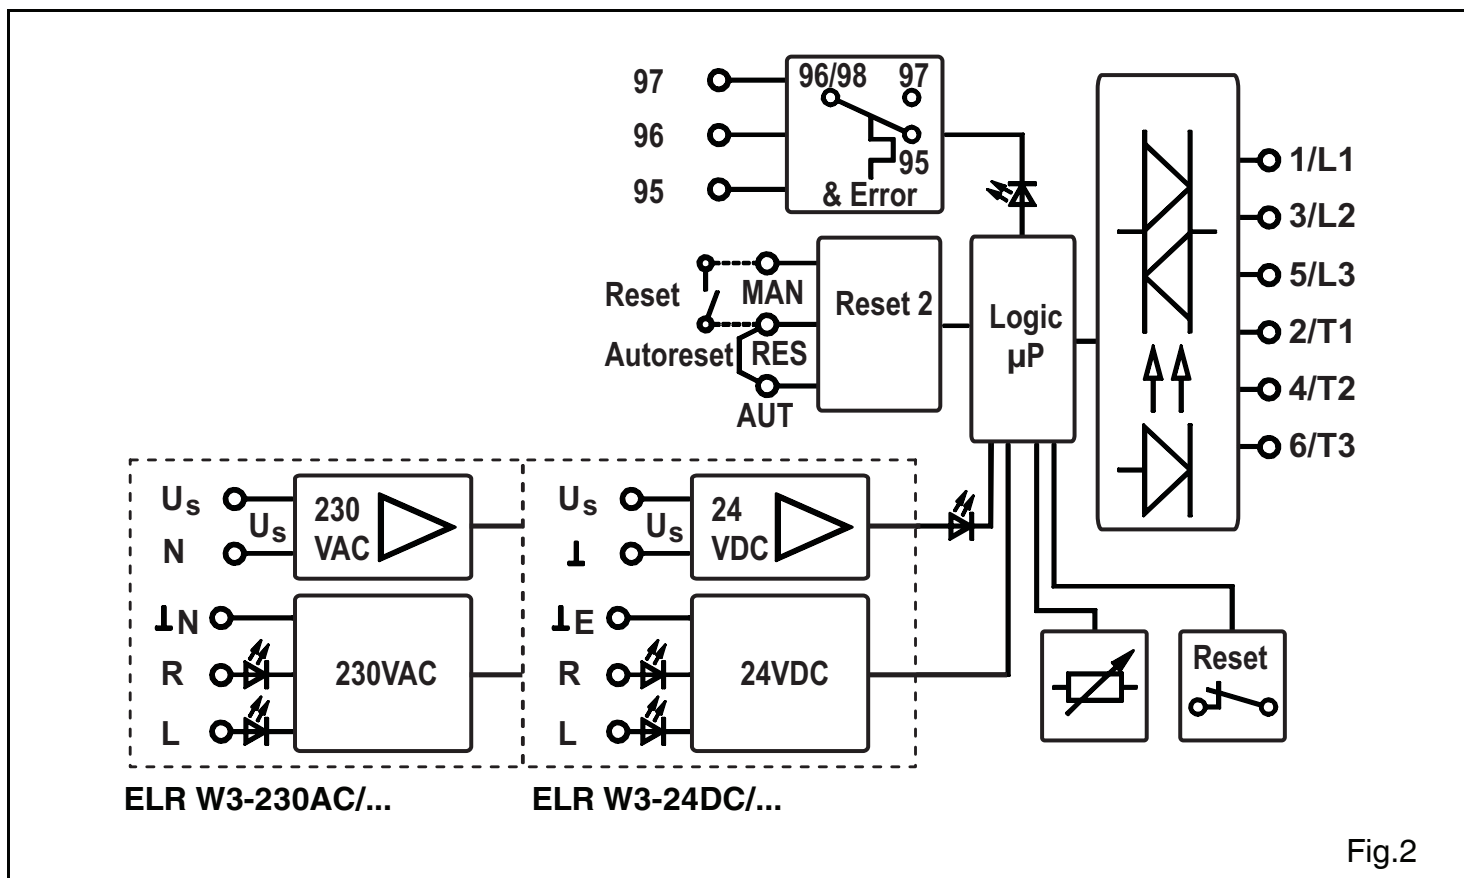 97
96
95
96/98 97
95
& Error
1/L1
3/L2
5/L3
2/T1
4/T2
6/T3
Reset
MAN
RES
Autoreset
AUT
Reset 2
Logic
µP
Us
Us
N
230
VAC
⊥N
R
L
230VAC
Us
Us
⊥
24
VDC
⊥E
R
L
24VDC
Reset
ELR W3-230AC/...
ELR W3-24DC/...
Fig.2